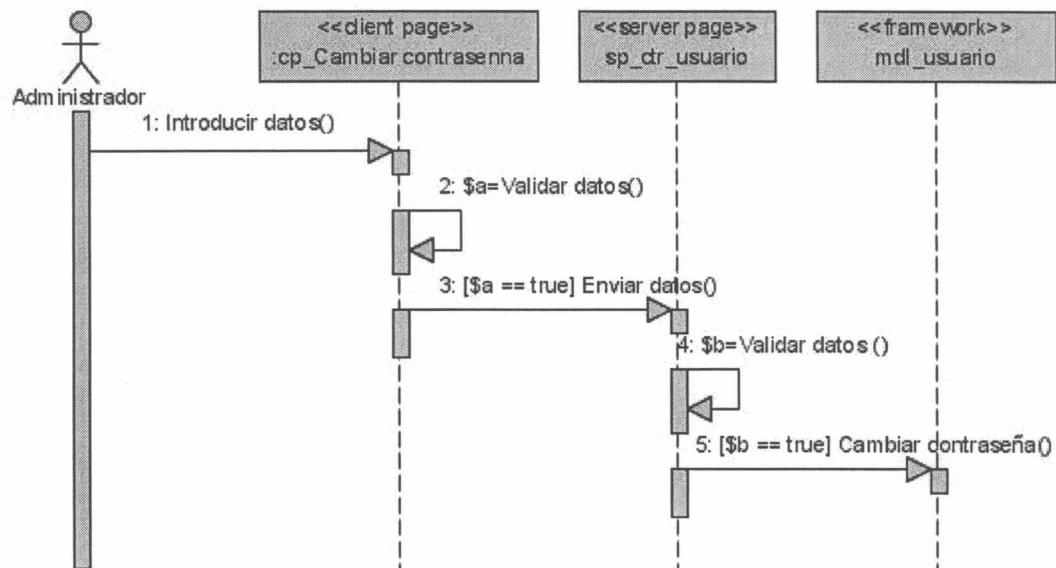 <<client page>>
:cp_Cambiar contrasenna
<<server page>>
sp_ctr_usuario
<<framework>>
mdl_usuario
Administrador
1: Introducir datos()
2: $a=Validar datos()
3: [$a == true] Enviar datos()
4: $b=Validar datos ()
5: [$b == true] Cambiar contraseña()